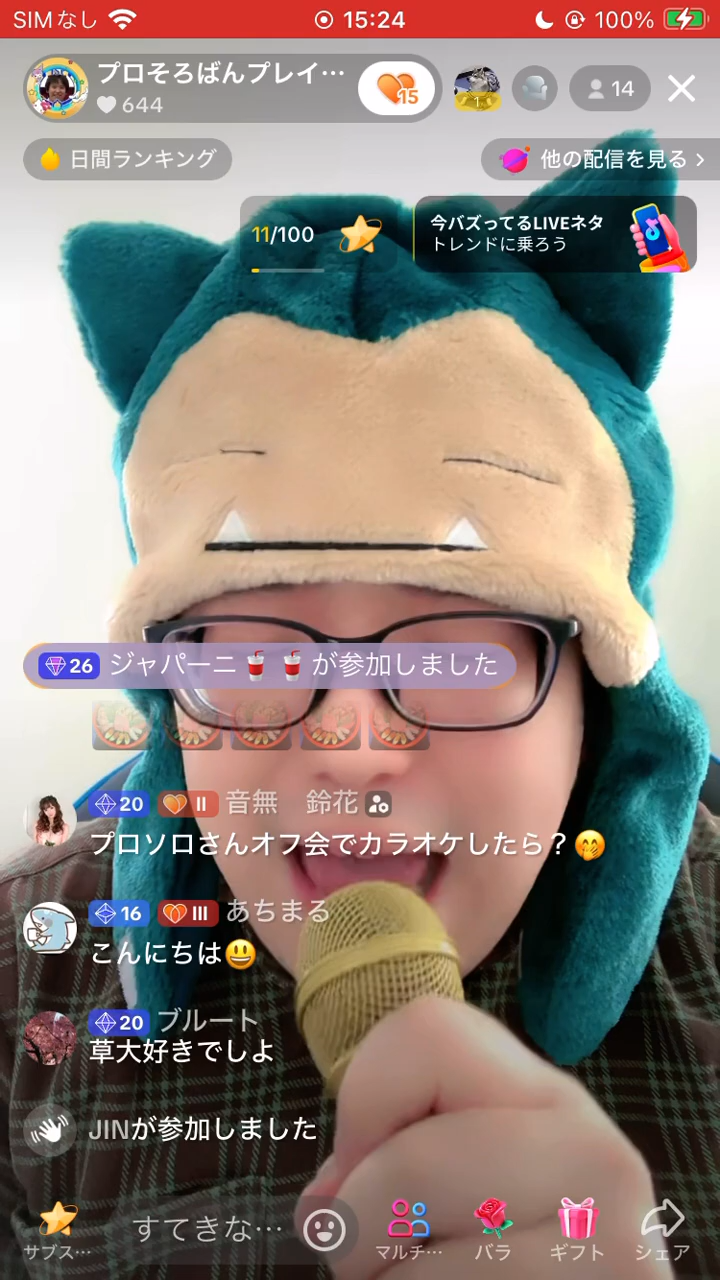 SIMなし 15:24 100%
プロそろばんプレイ…
644
15
1
14
日間ランキング
他の配信を見る
11/100
今バズってるLIVEネタ
トレンドに乗ろう
26 ジャパーニ🥤🥤が参加しました
20 II 音無 鈴花
プロソロさんオフ会でカラオケしたら？🤭
16 III あちまる
こんにちは😃
20 ブルート
草大好きでしよ
JINが参加しました
すてきな…
サブス… マルチ… バラ ギフト シェア